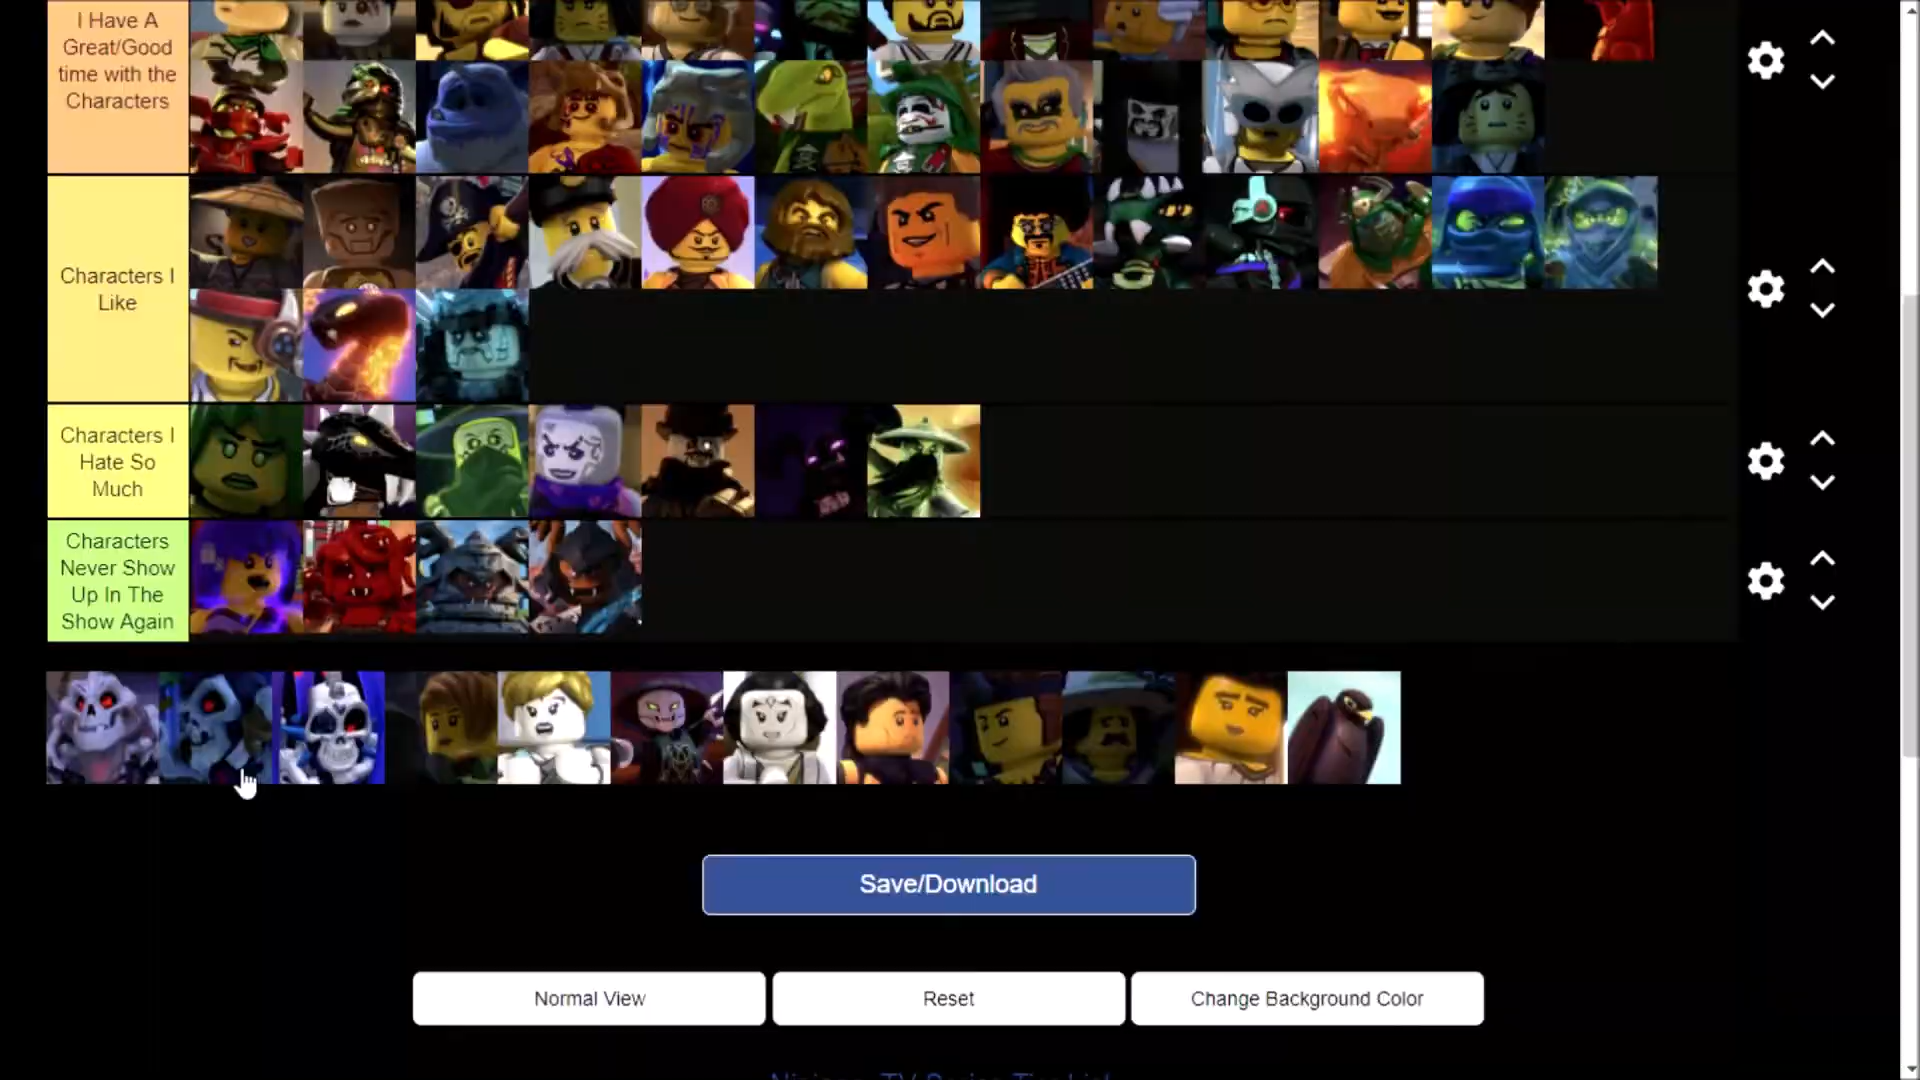 I Have A
Great/Good
time with the
Characters
Characters I
Like
Characters I
Hate So
Much
Characters
Never Show
Up In The
Show Again
Save/Download
Normal View
Reset
Change Background Color